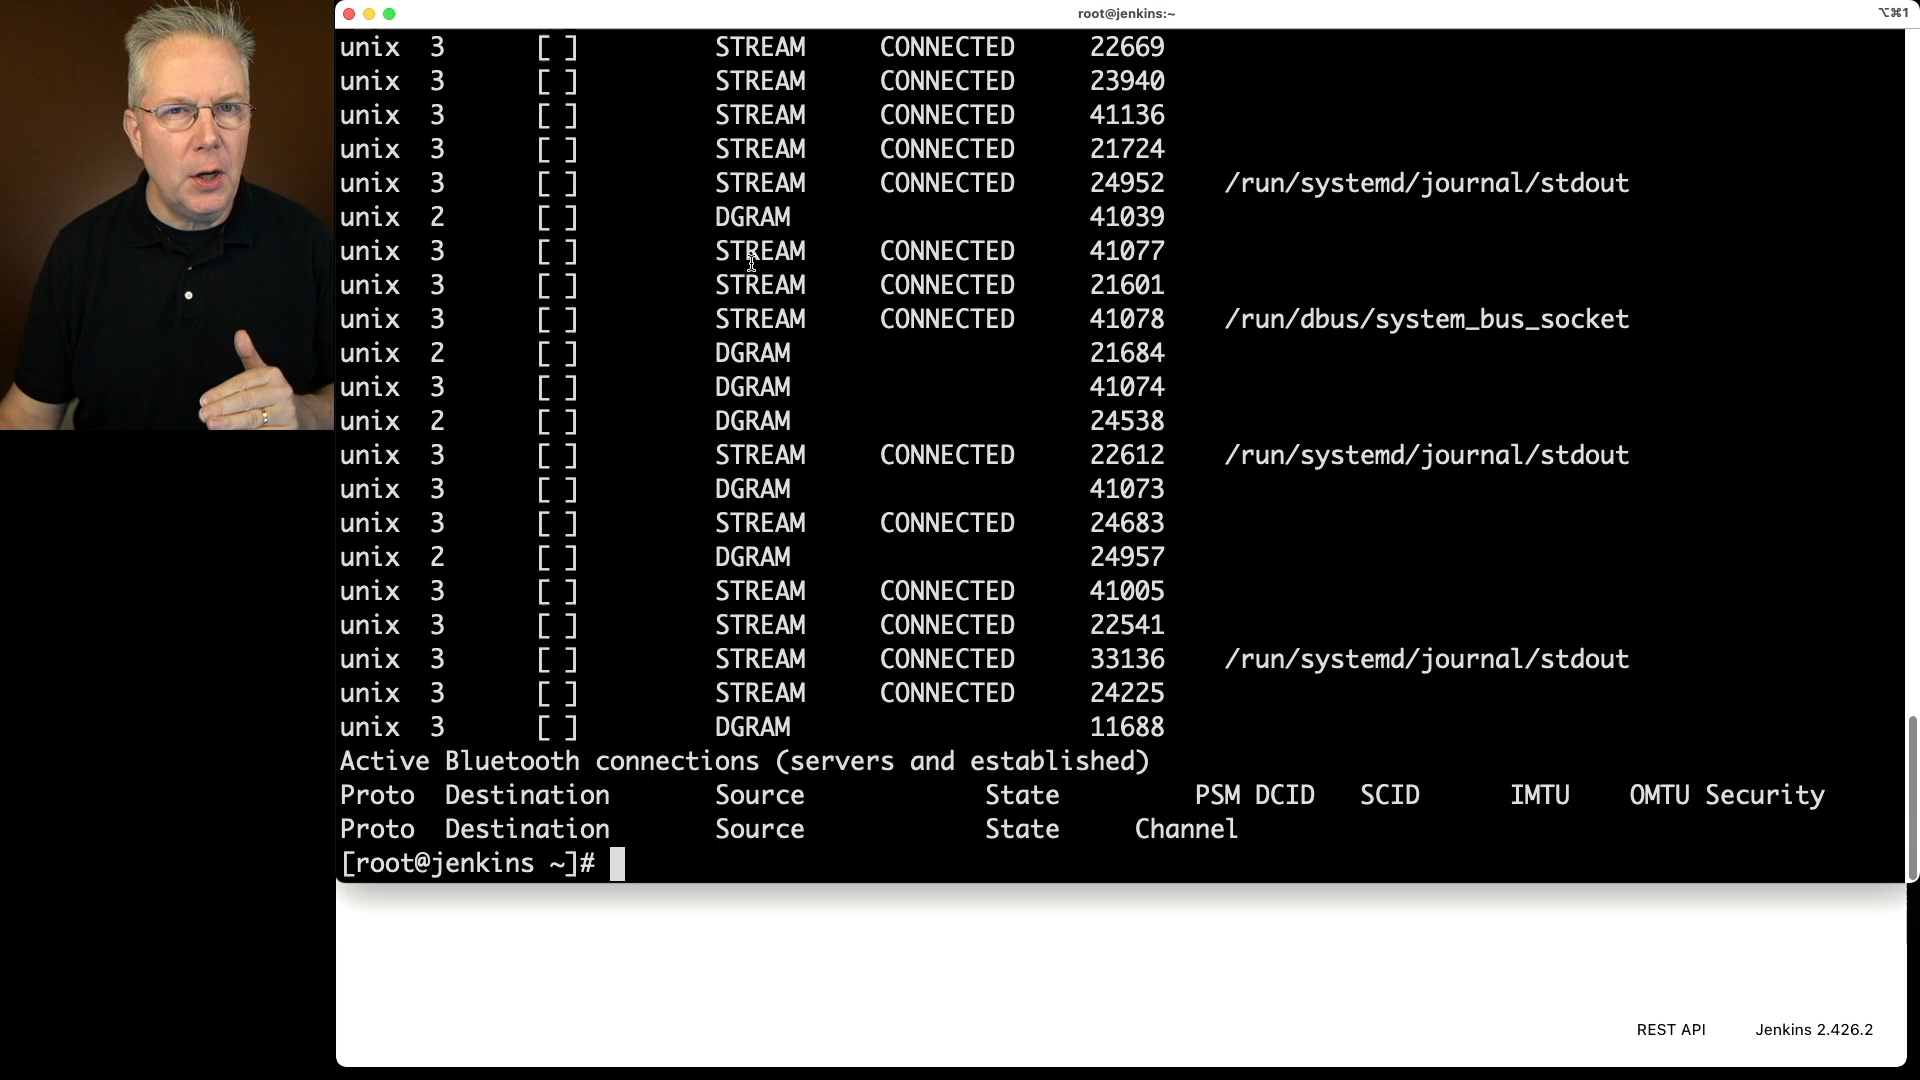 root@jenkins:~
⌥⌘1
unix 3 [ ] STREAM CONNECTED 22669
unix 3 [ ] STREAM CONNECTED 23940
unix 3 [ ] STREAM CONNECTED 41136
unix 3 [ ] STREAM CONNECTED 21724
unix 3 [ ] STREAM CONNECTED 24952 /run/systemd/journal/stdout
unix 2 [ ] DGRAM 41039
unix 3 [ ] STREAM CONNECTED 41077
unix 3 [ ] STREAM CONNECTED 21601
unix 3 [ ] STREAM CONNECTED 41078 /run/dbus/system_bus_socket
unix 2 [ ] DGRAM 21684
unix 3 [ ] DGRAM 41074
unix 2 [ ] DGRAM 24538
unix 3 [ ] STREAM CONNECTED 22612 /run/systemd/journal/stdout
unix 3 [ ] DGRAM 41073
unix 3 [ ] STREAM CONNECTED 24683
unix 2 [ ] DGRAM 24957
unix 3 [ ] STREAM CONNECTED 41005
unix 3 [ ] STREAM CONNECTED 22541
unix 3 [ ] STREAM CONNECTED 33136 /run/systemd/journal/stdout
unix 3 [ ] STREAM CONNECTED 24225
unix 3 [ ] DGRAM 11688
Active Bluetooth connections (servers and established)
Proto Destination Source State PSM DCID SCID IMTU OMTU Security
Proto Destination Source State Channel
[root@jenkins ~]#
REST API Jenkins 2.426.2